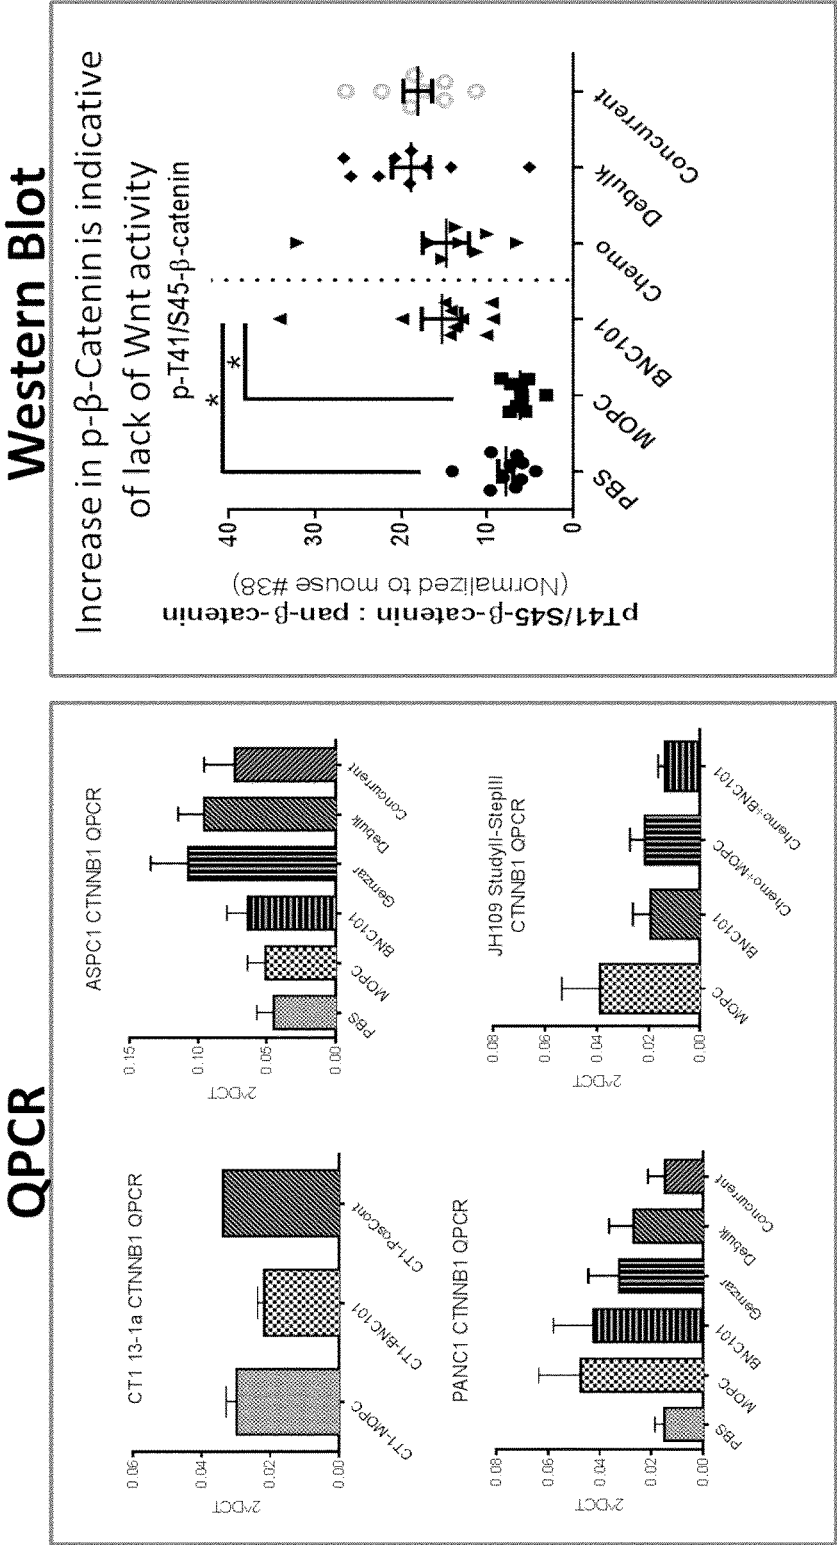 QPCR
CT1 13-1a CTNNB1 QPCR
2^DCT
0.06
0.04
0.02
0.00
CT1-MOPC
CT1-BNC101
CT1-PosCont
ASPC1 CTNNB1 QPCR
2^DCT
0.15
0.10
0.05
0.00
PBS
MOPC
BNC101
Gemzar
Debulk
Concurrent
PANC1 CTNNB1 QPCR
2^DCT
0.08
0.06
0.04
0.02
0.00
PBS
MOPC
BNC101
Gemzar
Debulk
Concurrent
JH109 StudyII-StepIII
CTNNB1 QPCR
2^DCT
0.08
0.06
0.04
0.02
0.00
MOPC
BNC101
Chemo+MOPC
Chemo+BNC101
Western Blot
Increase in p-β-Catenin is indicative
of lack of Wnt activity
p-T41/S45-β-catenin
pT41/S45-β-catenin : pan-β-catenin
(Normalized to mouse #38)
40
30
20
10
0
*
*
PBS
MOPC
BNC101
Chemo
Debulk
Concurrent